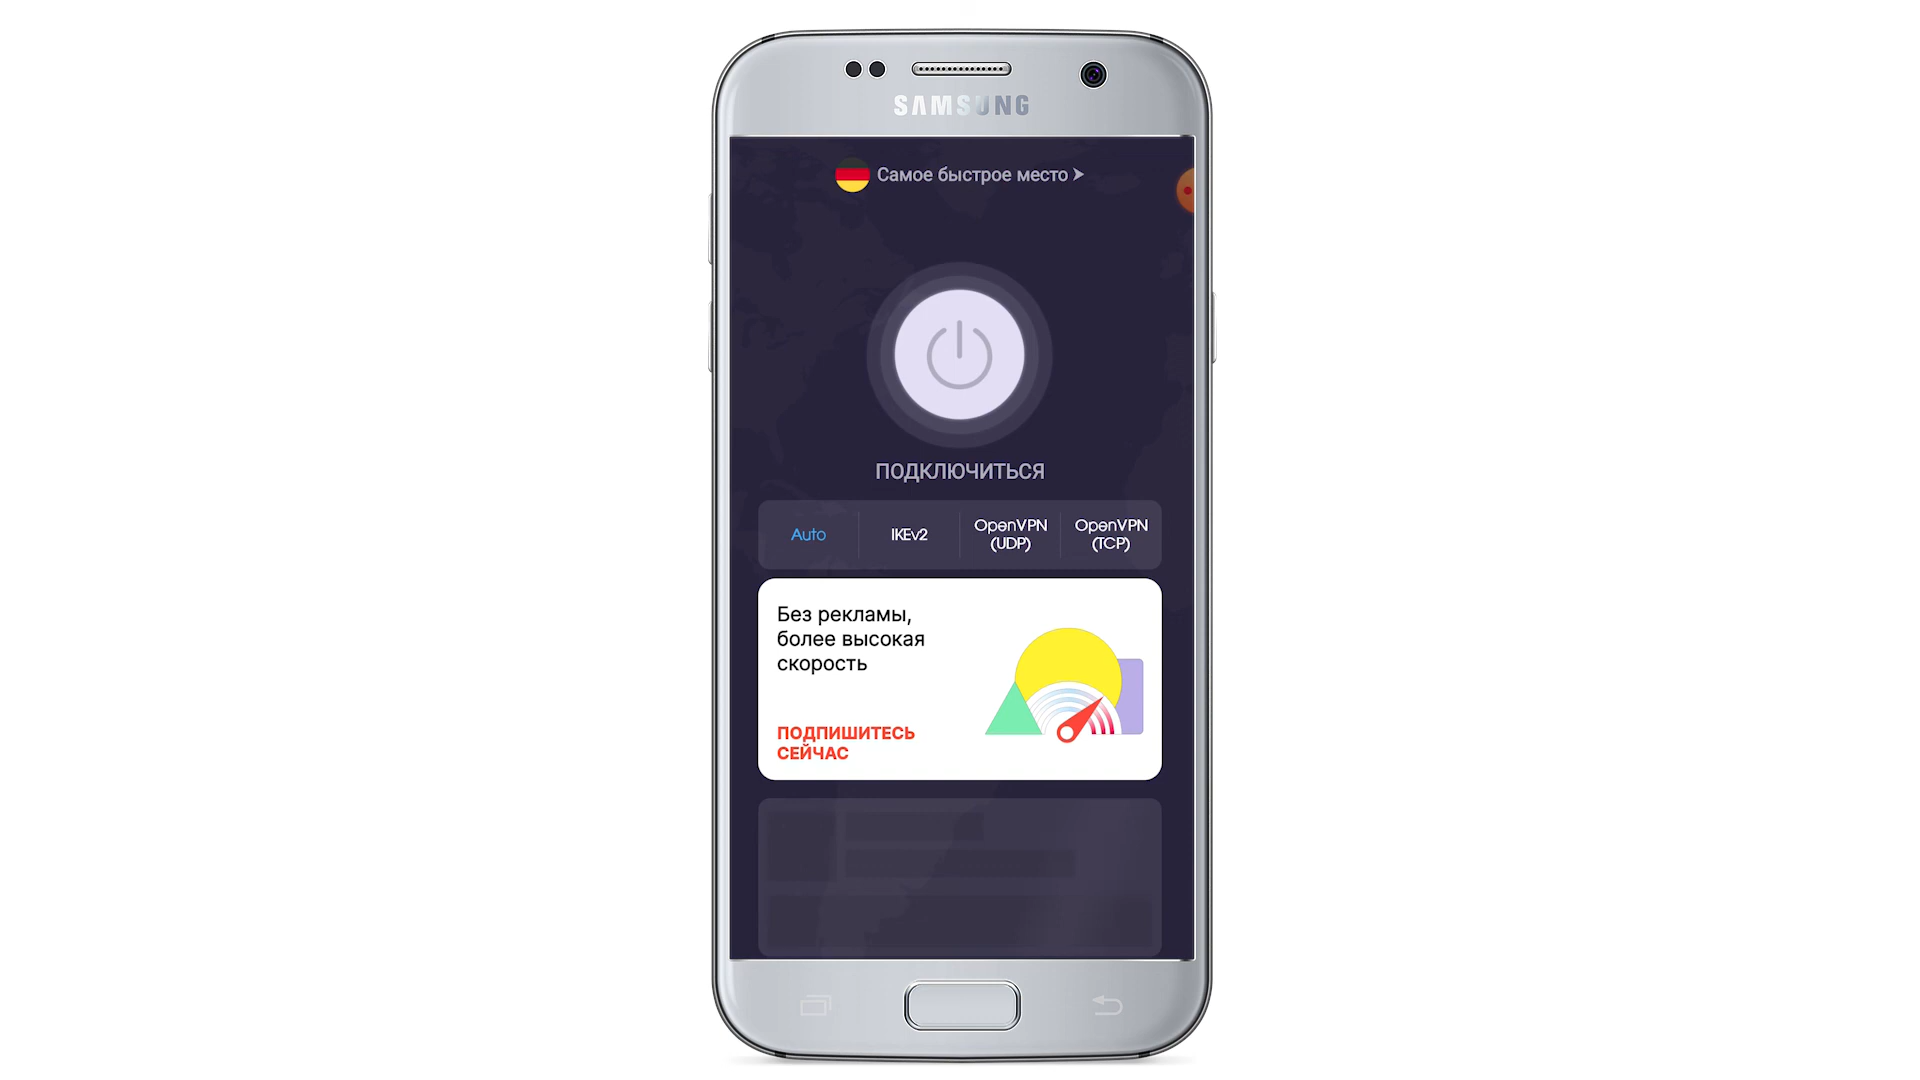 SAMSUNG
Самое быстрое место
ПОДКЛЮЧИТЬСЯ
Auto
IKEv2
OpenVPN
(UDP)
OpenVPN
(TCP)
Без рекламы,
более высокая
скорость
ПОДПИШИТЕСЬ
СЕЙЧАС